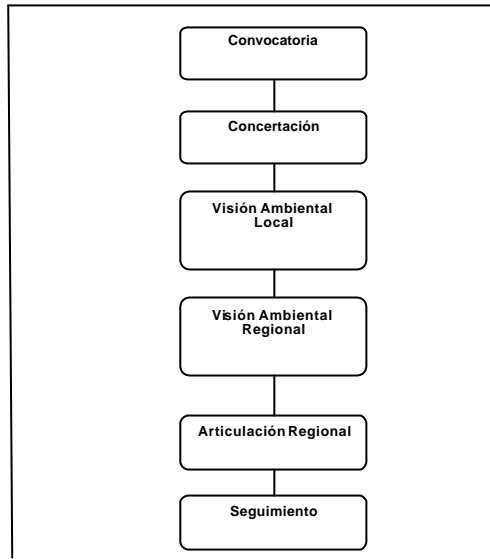 Convocatoria
Concertación
Visión Ambiental
Local
Visión Ambiental
Regional
Articulación Regional
Seguimiento